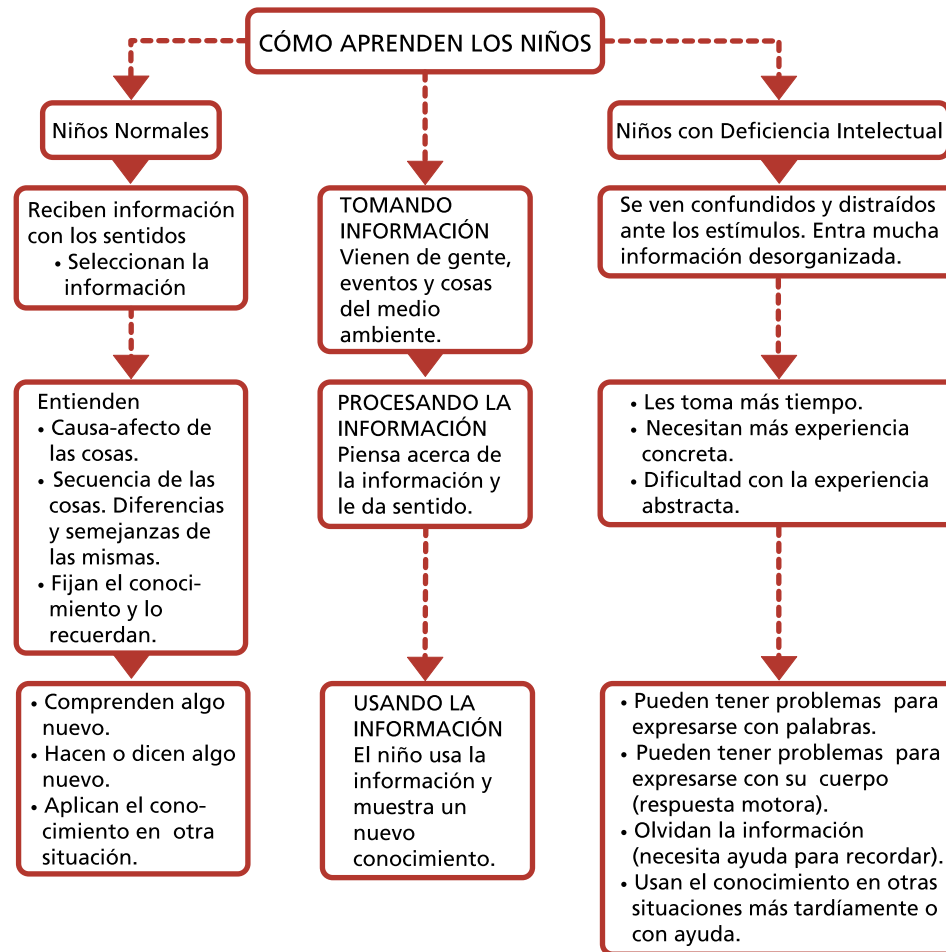 CÓMO APRENDEN LOS NIÑOS
Niños Normales
Reciben información
con los sentidos
• Seleccionan la
información
Entienden
• Causa-afecto de
las cosas.
• Secuencia de las
cosas. Diferencias
y semejanzas de
las mismas.
• Fijan el conoci-
miento y lo
recuerdan.
• Comprenden algo
nuevo.
• Hacen o dicen algo
nuevo.
• Aplican el cono-
cimiento en otra
situación.
TOMANDO
INFORMACIÓN
Vienen de gente,
eventos y cosas
del medio
ambiente.
PROCESANDO LA
INFORMACIÓN
Piensa acerca de
la información y
le da sentido.
USANDO LA
INFORMACIÓN
El niño usa la
información y
muestra un
nuevo
conocimiento.
Niños con Deficiencia Intelectual
Se ven confundidos y distraídos
ante los estímulos. Entra mucha
información desorganizada.
• Les toma más tiempo.
• Necesitan más experiencia
concreta.
• Dificultad con la experiencia
abstracta.
• Pueden tener problemas para
expresarse con palabras.
• Pueden tener problemas para
expresarse con su cuerpo
(respuesta motora).
• Olvidan la información
(necesita ayuda para recordar).
• Usan el conocimiento en otras
situaciones más tardíamente o
con ayuda.